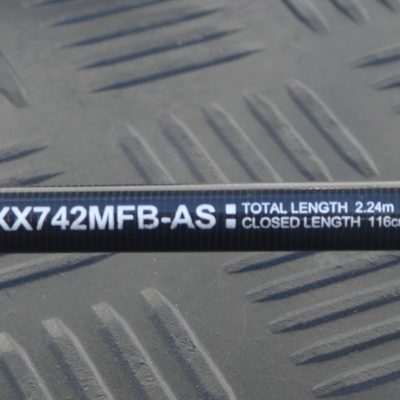 XX742MFB-AS : TOTAL LENGTH 2.24m
CLOSED LENGTH 116c